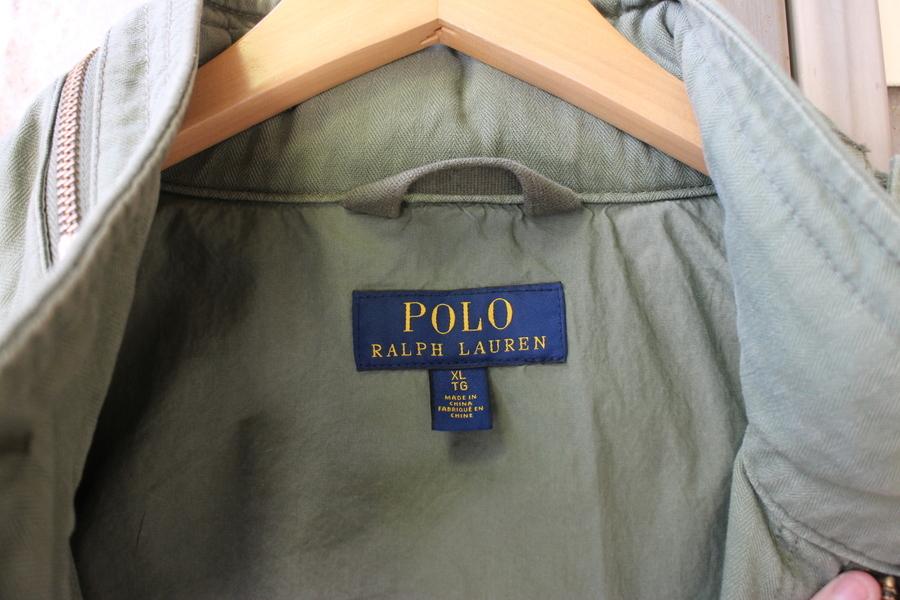 POLO
RALPH LAUREN
XL
TG
MADE IN
CHINA
FABRIQUÉ EN
CHINE